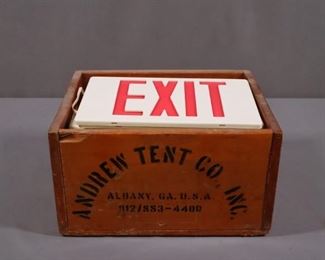 EXIT
ANDREW TENT CO., INC.
ALBANY, GA. U.S.A.
912/883-4400